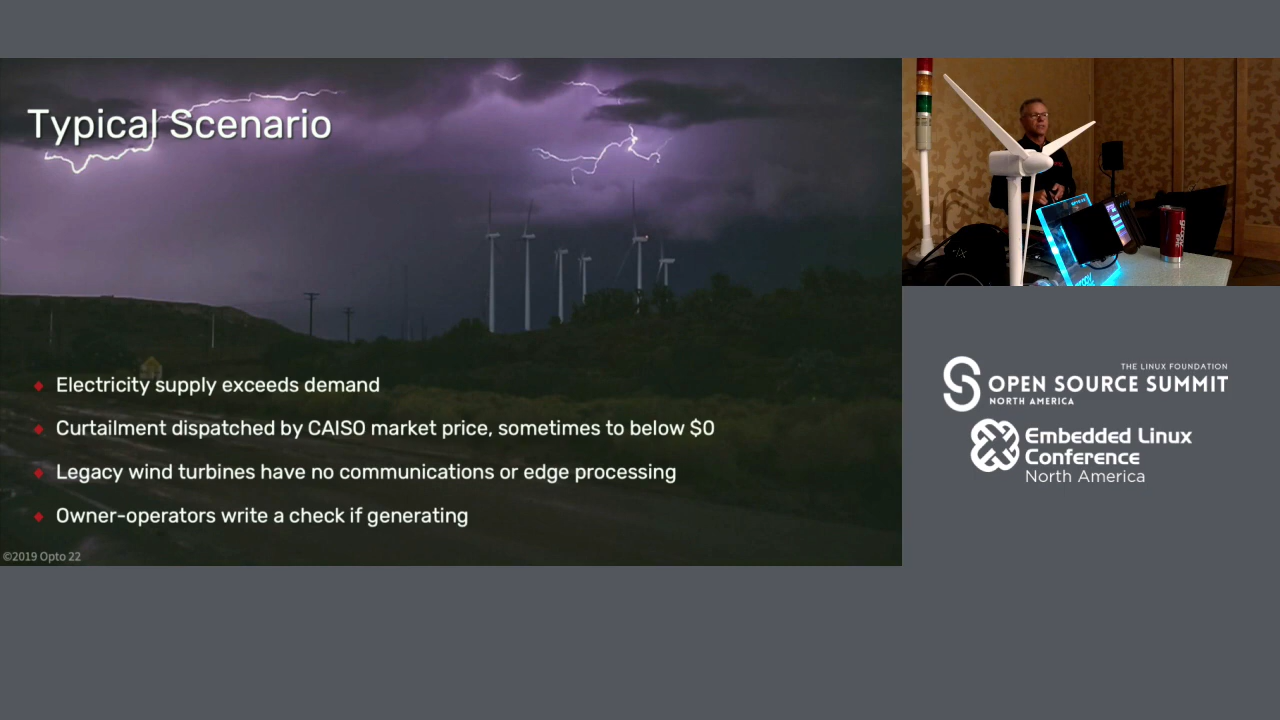 Typical Scenario
Electricity supply exceeds demand
Curtailment dispatched by CAISO market price, sometimes to below $0
Legacy wind turbines have no communications or edge processing
Owner-operators write a check if generating
©2019 Opto 22
THE LINUX FOUNDATION
OPEN SOURCE SUMMIT
NORTH AMERICA
Embedded Linux
Conference
North America